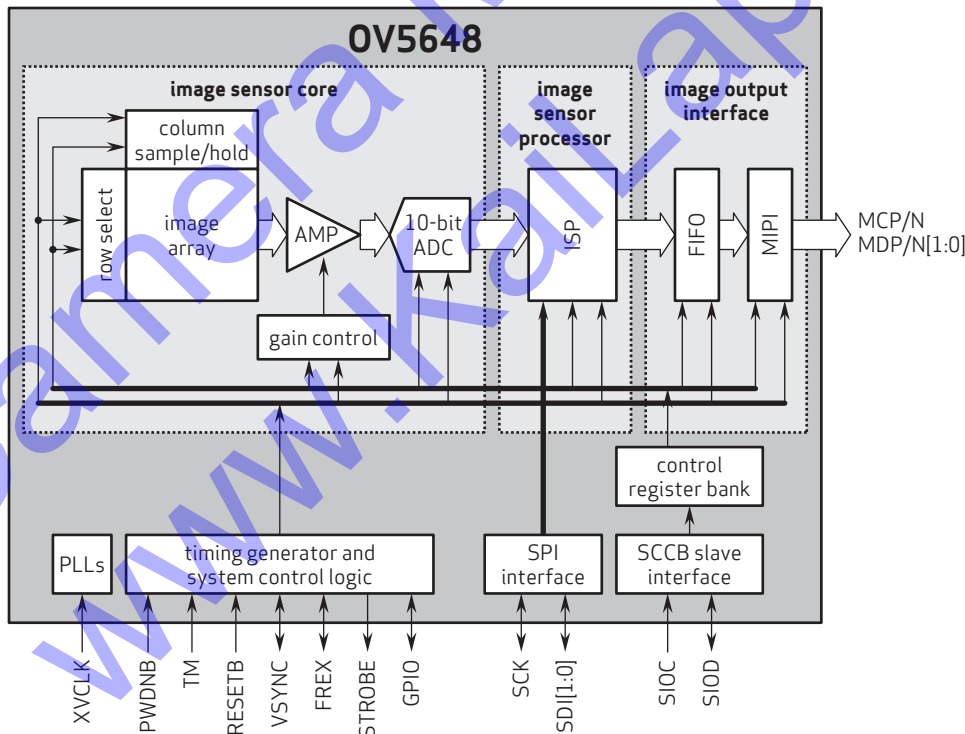 OV5648
image sensor core
image
sensor
processor
image output
interface
column
sample/hold
row select
image
array
AMP
10-bit
ADC
ISP
FIFO
MIPI
MCP/N
MDP/N[1:0]
gain control
control
register bank
PLLs
timing generator and
system control logic
SPI
interface
SCCB slave
interface
XVCLK
PWDNB
TM
RESETB
VSYNC
FREX
STROBE
GPIO
SCK
SDI[1:0]
SIOC
SIOD
www.KaiLap
Camera